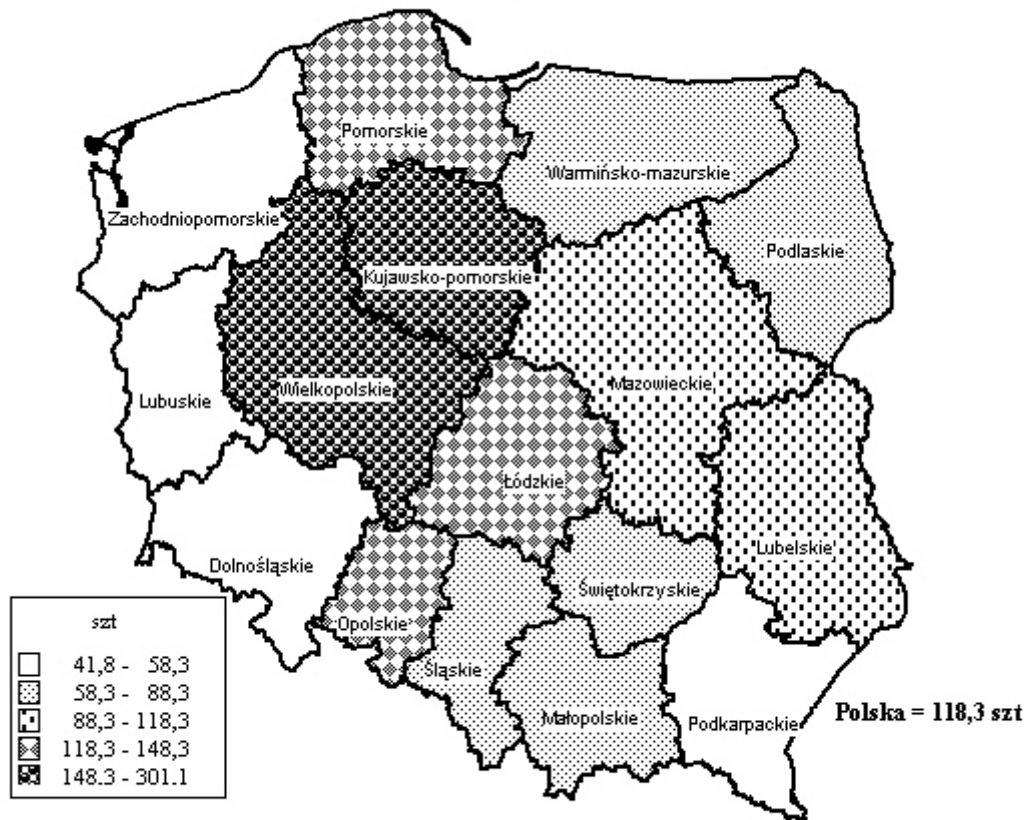 Pomorskie
Warmińsko-mazurskie
Zachodniopomorskie
Podlaskie
Kujawsko-pomorskie
Mazowieckie
Wielkopolskie
Lubuskie
Łódzkie
Lubelskie
Dolnośląskie
Świętokrzyskie
Opolskie
Śląskie
Małopolskie
Podkarpackie
Polska = 118,3 szt
szt
41,8 - 58,3
58,3 - 88,3
88,3 - 118,3
118,3 - 148,3
148,3 - 301,1